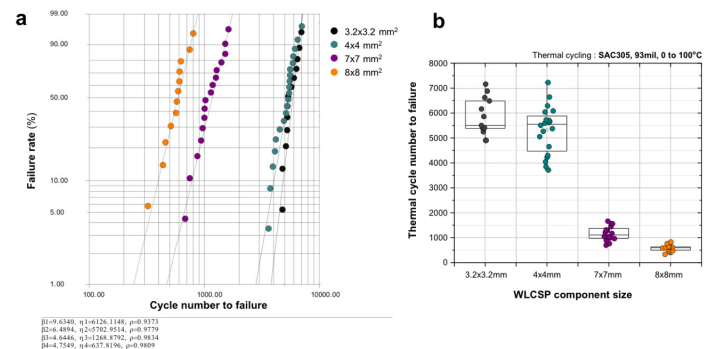 a
3.2x3.2 mm²
4x4 mm²
7x7 mm²
8x8 mm²
99.00
90.00
50.00
10.00
5.00
1.00
Failure rate (%)
100.00 1000.00 10000.00
Cycle number to failure
β1=9.6340, η1=6126.1148, ρ=0.9373
β2=6.4894, η2=5702.9514, ρ=0.9779
β3=4.6446, η3=1268.8792, ρ=0.9834
β4=4.7549, η4=637.8196, ρ=0.9809
b
Thermal cycling : SAC305, 93mil, 0 to 100°C
8000
7000
6000
5000
4000
3000
2000
1000
0
Thermal cycle number to failure
3.2x3.2mm 4x4mm 7x7mm 8x8mm
WLCSP component size